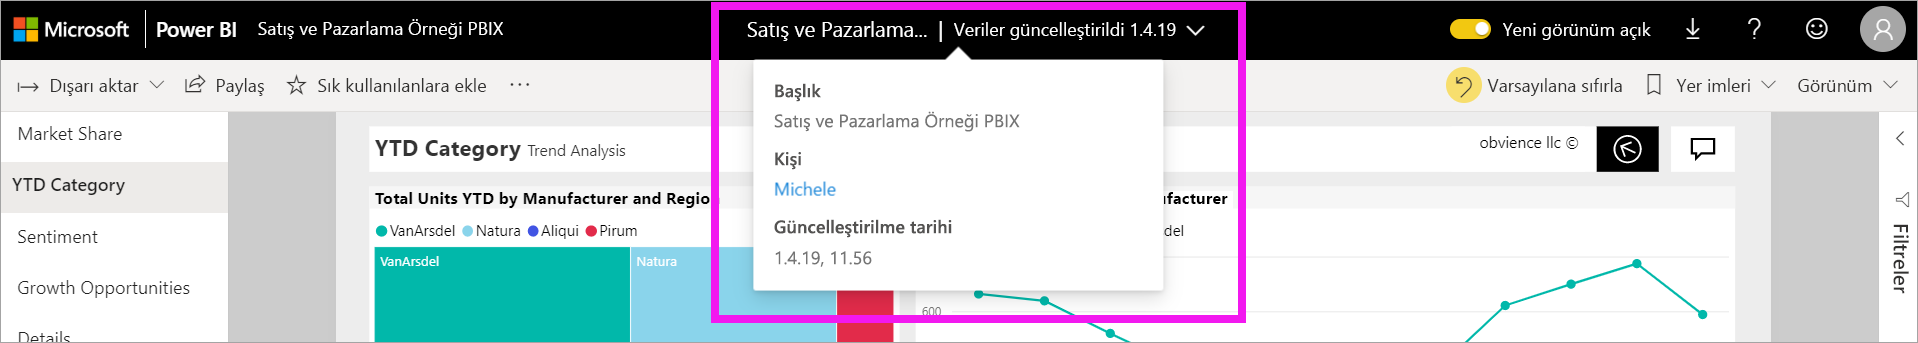 Microsoft | Power BI Satış ve Pazarlama Örneği PBIX
Satış ve Pazarlama... | Veriler güncelleştirildi 1.4.19
Yeni görünüm açık
Dışarı aktar
Paylaş
Sık kullanılanlara ekle
Varsayılana sıfırla
Yer imleri
Görünüm
Başlık
Satış ve Pazarlama Örneği PBIX
Kişi
Michele
Güncelleştirilme tarihi
1.4.19, 11.56
Market Share
YTD Category
Sentiment
Growth Opportunities
Details
YTD Category Trend Analysis
obvience llc ©
Total Units YTD by Manufacturer and Region
VanArsdel Natura Aliqui Pirum
VanArsdel
Natura
600
Filtreler